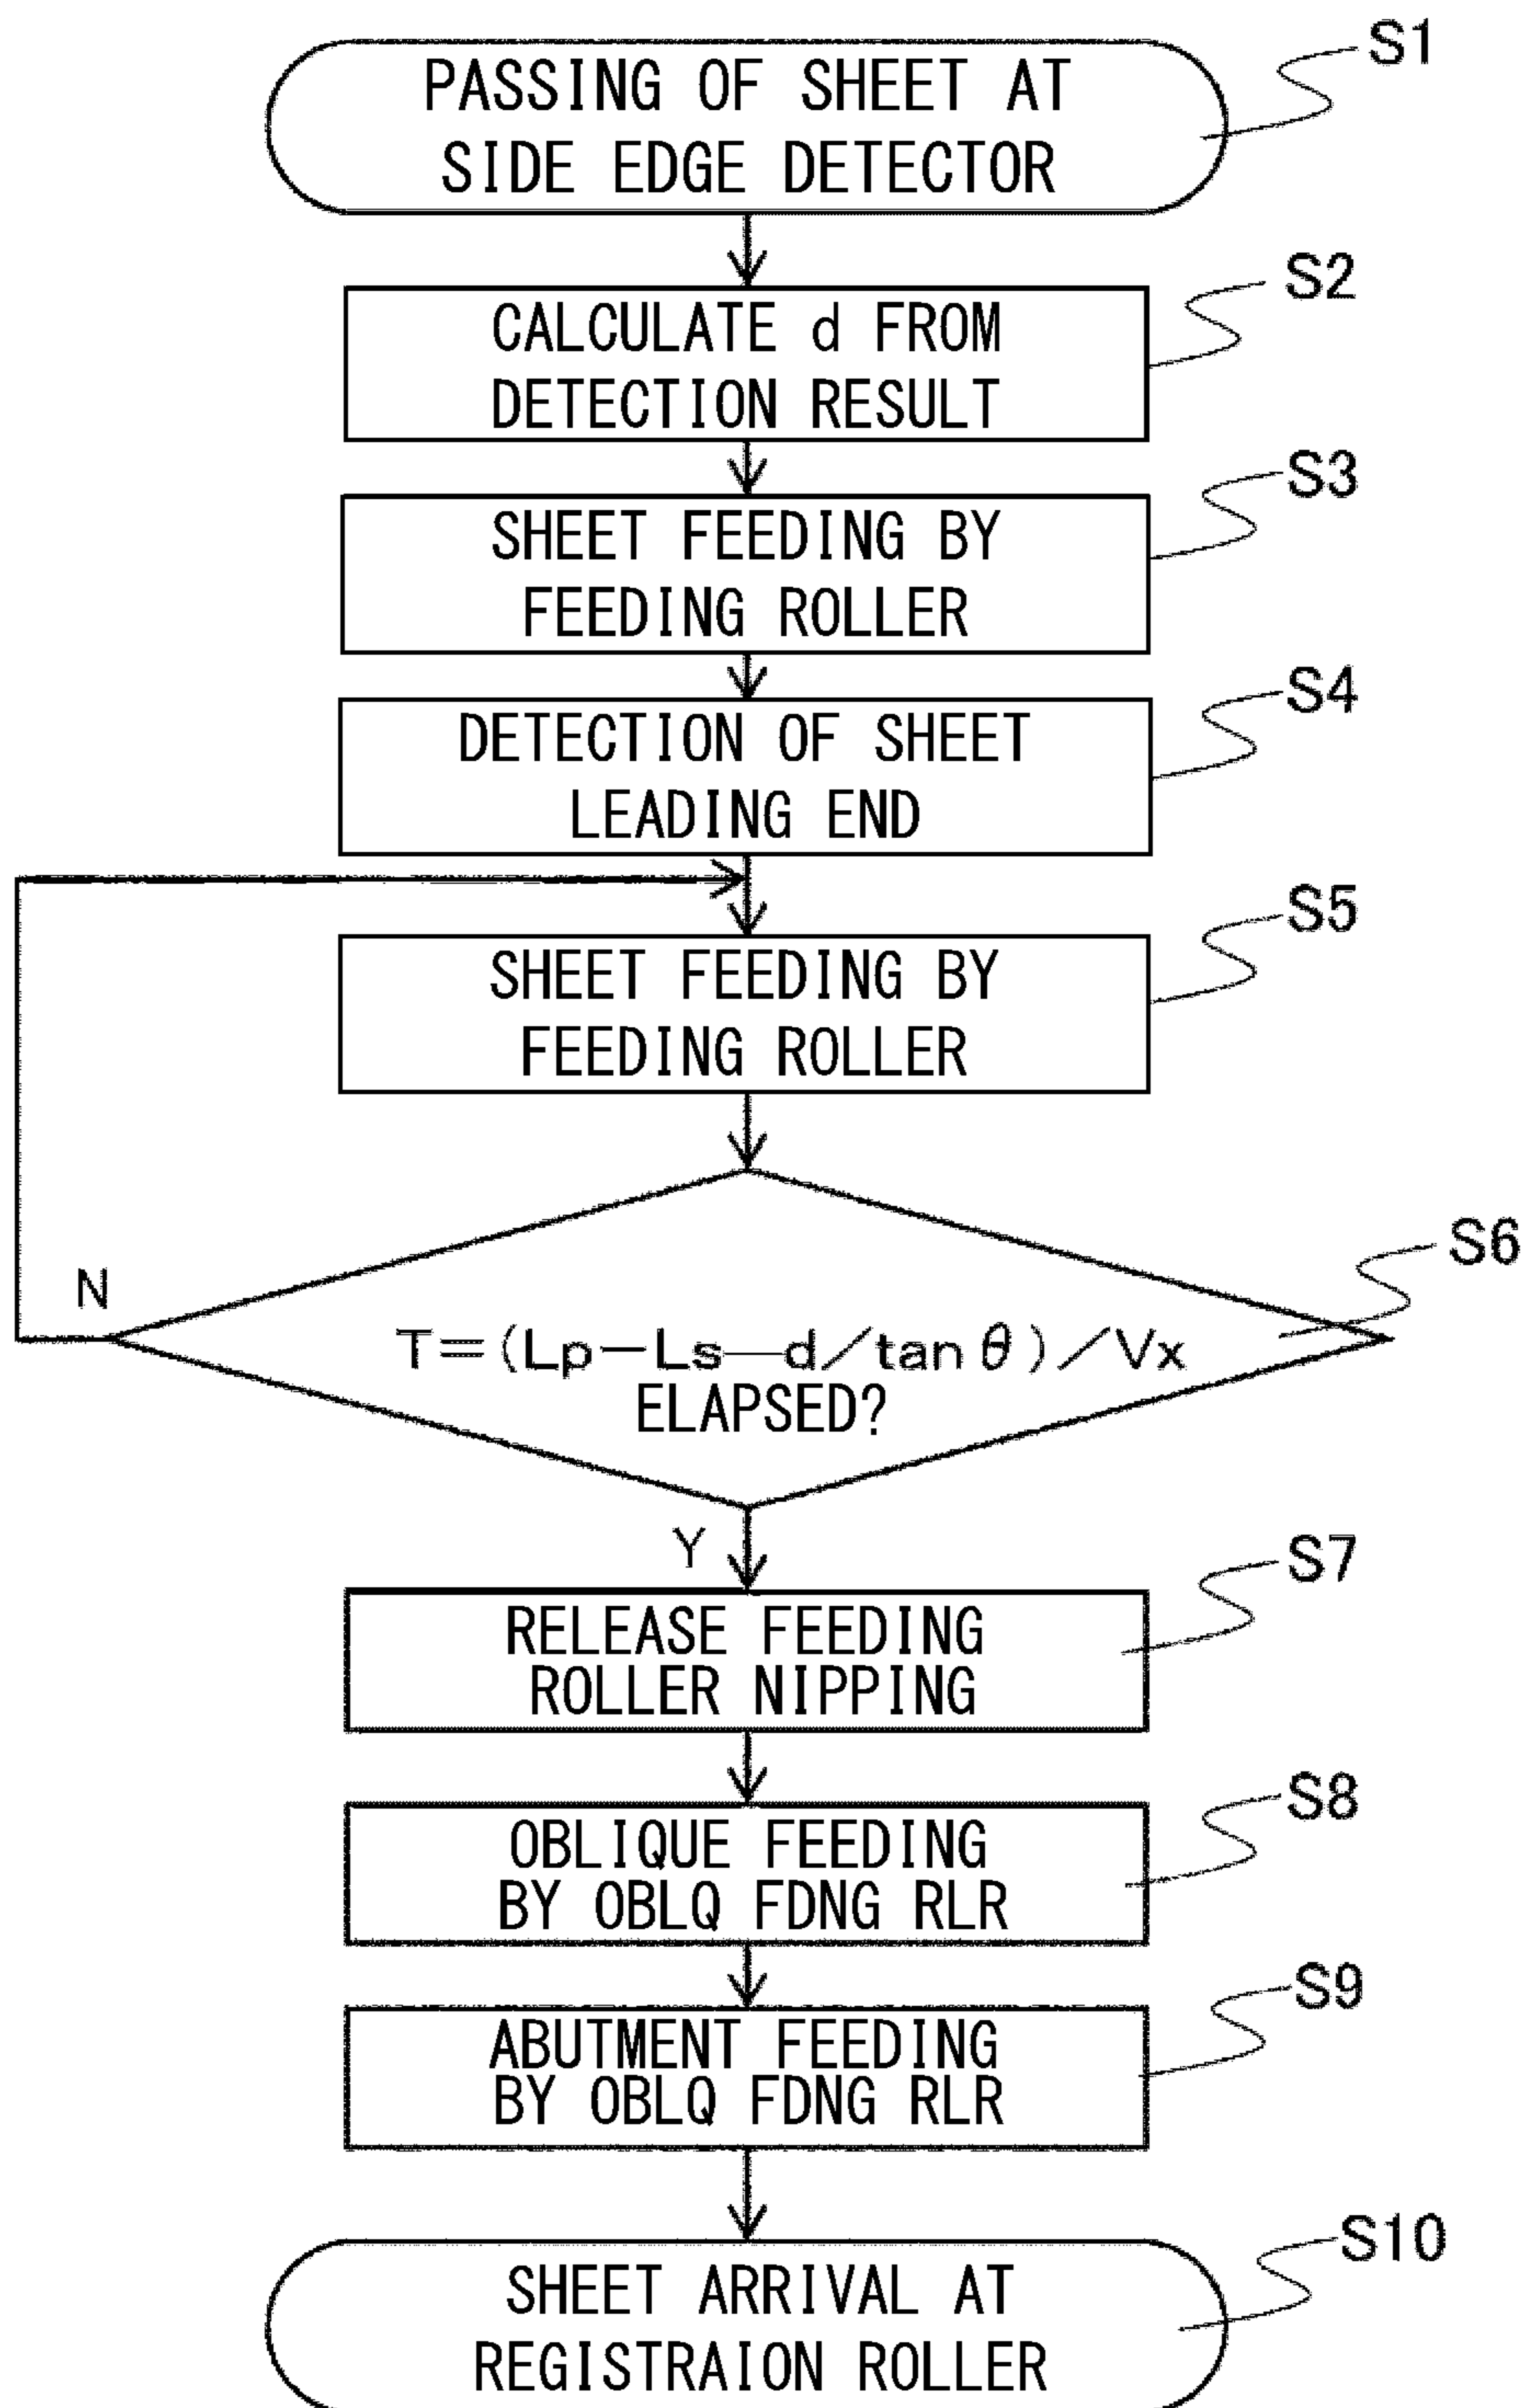 S1
PASSING OF SHEET AT
SIDE EDGE DETECTOR
S2
CALCULATE d FROM
DETECTION RESULT
S3
SHEET FEEDING BY
FEEDING ROLLER
S4
DETECTION OF SHEET
LEADING END
S5
SHEET FEEDING BY
FEEDING ROLLER
S6
N
T=(Lp−Ls—d/tan θ)/Vx
ELAPSED?
Y
S7
RELEASE FEEDING
ROLLER NIPPING
S8
OBLIQUE FEEDING
BY OBLQ FDNG RLR
S9
ABUTMENT FEEDING
BY OBLQ FDNG RLR
S10
SHEET ARRIVAL AT
REGISTRAION ROLLER